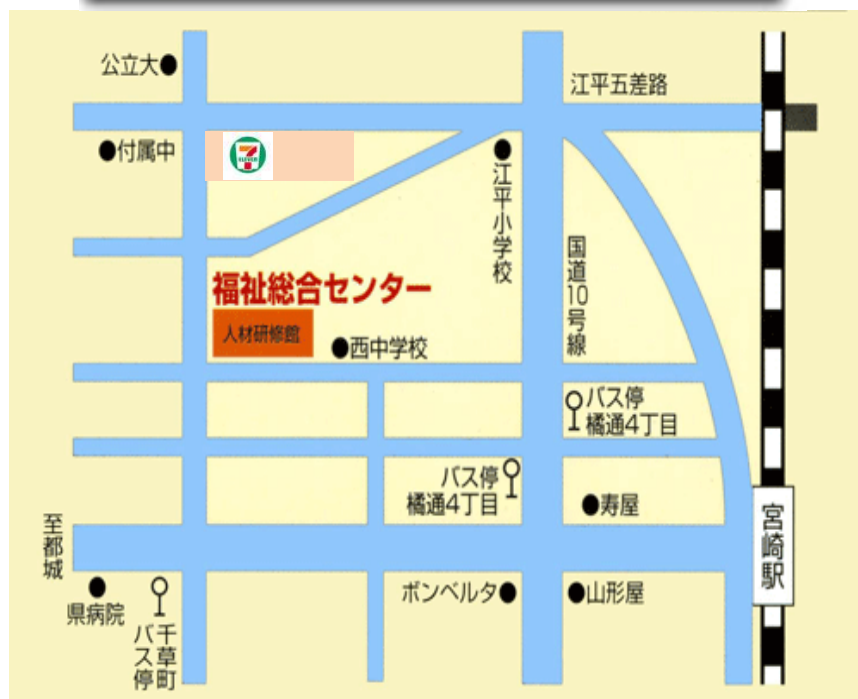 公立大
江平五差路
付属中
7
ELEVEN
江平小学校
国道10号線
福祉総合センター
人材研修館
西中学校
バス停
橘通4丁目
バス停
橘通4丁目
寿屋
至都城
宮崎駅
県病院
千草町
バス停
ボンベルタ
山形屋